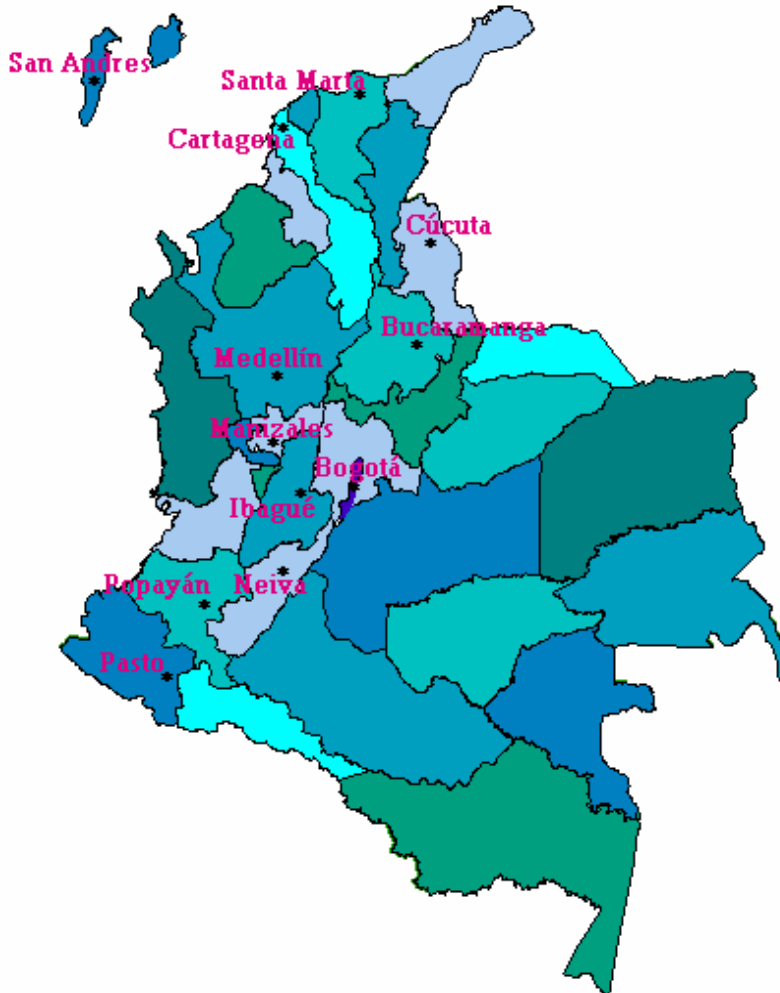 San Andres
Santa Marta
Cartagena
Cúcuta
Bucaramanga
Medellín
Manizales
Bogotá
Ibagué
Popayán
Neiva
Pasto